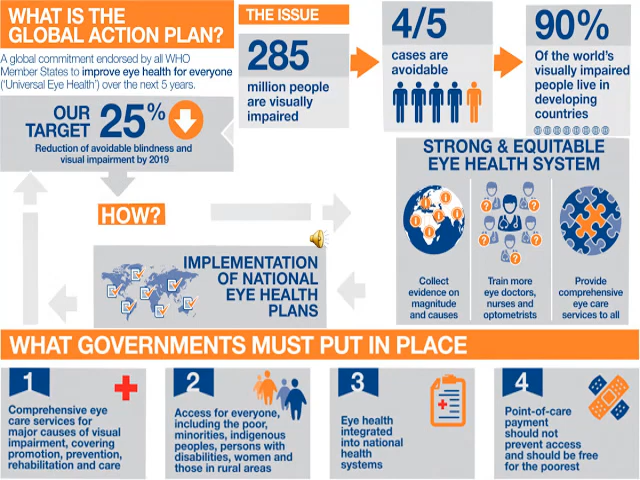 WHAT IS THE
GLOBAL ACTION PLAN?
A global commitment endorsed by all WHO
Member States to improve eye health for everyone
('Universal Eye Health') over the next 5 years.
OUR
TARGET
25%
Reduction of avoidable blindness and
visual impairment by 2019
THE ISSUE
285
million people
are visually
impaired
4/5
cases are
avoidable
90%
Of the world's
visually impaired
people live in
developing
countries
HOW?
STRONG & EQUITABLE
EYE HEALTH SYSTEM
!
!
!
!
!
?
?
?
?
?
Collect
evidence on
magnitude
and causes
Train more
eye doctors,
nurses and
optometrists
Provide
comprehensive
eye care
services to all
IMPLEMENTATION
OF NATIONAL
EYE HEALTH
PLANS
WHAT GOVERNMENTS MUST PUT IN PLACE
1
Comprehensive eye
care services for
major causes of visual
impairment, covering
promotion, prevention,
rehabilitation and care
2
Access for everyone,
including the poor,
minorities, indigenous
peoples, persons with
disabilities, women and
those in rural areas
3
Eye health
integrated
into national
health
systems
4
Point-of-care
payment
should not
prevent access
and should be free
for the poorest